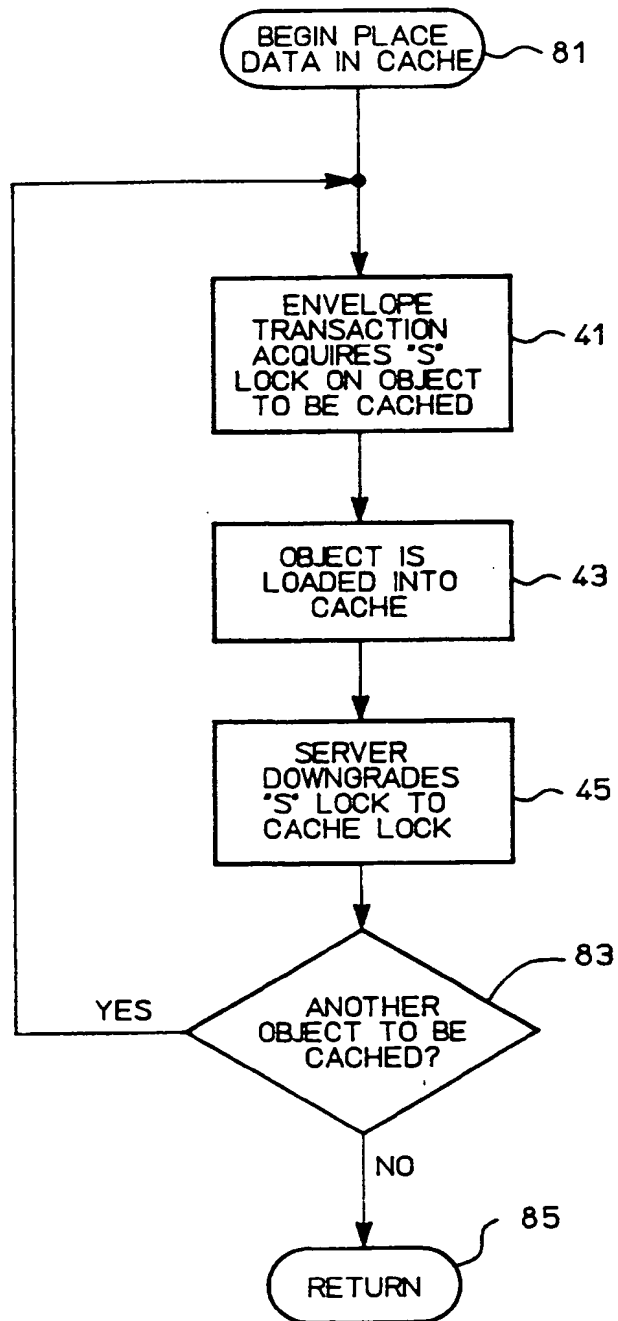 BEGIN PLACE
DATA IN CACHE
81
ENVELOPE
TRANSACTION
ACQUIRES "S"
LOCK ON OBJECT
TO BE CACHED
41
OBJECT IS
LOADED INTO
CACHE
43
SERVER
DOWNGRADES
"S" LOCK TO
CACHE LOCK
45
83
YES
ANOTHER
OBJECT TO BE
CACHED?
NO
85
RETURN